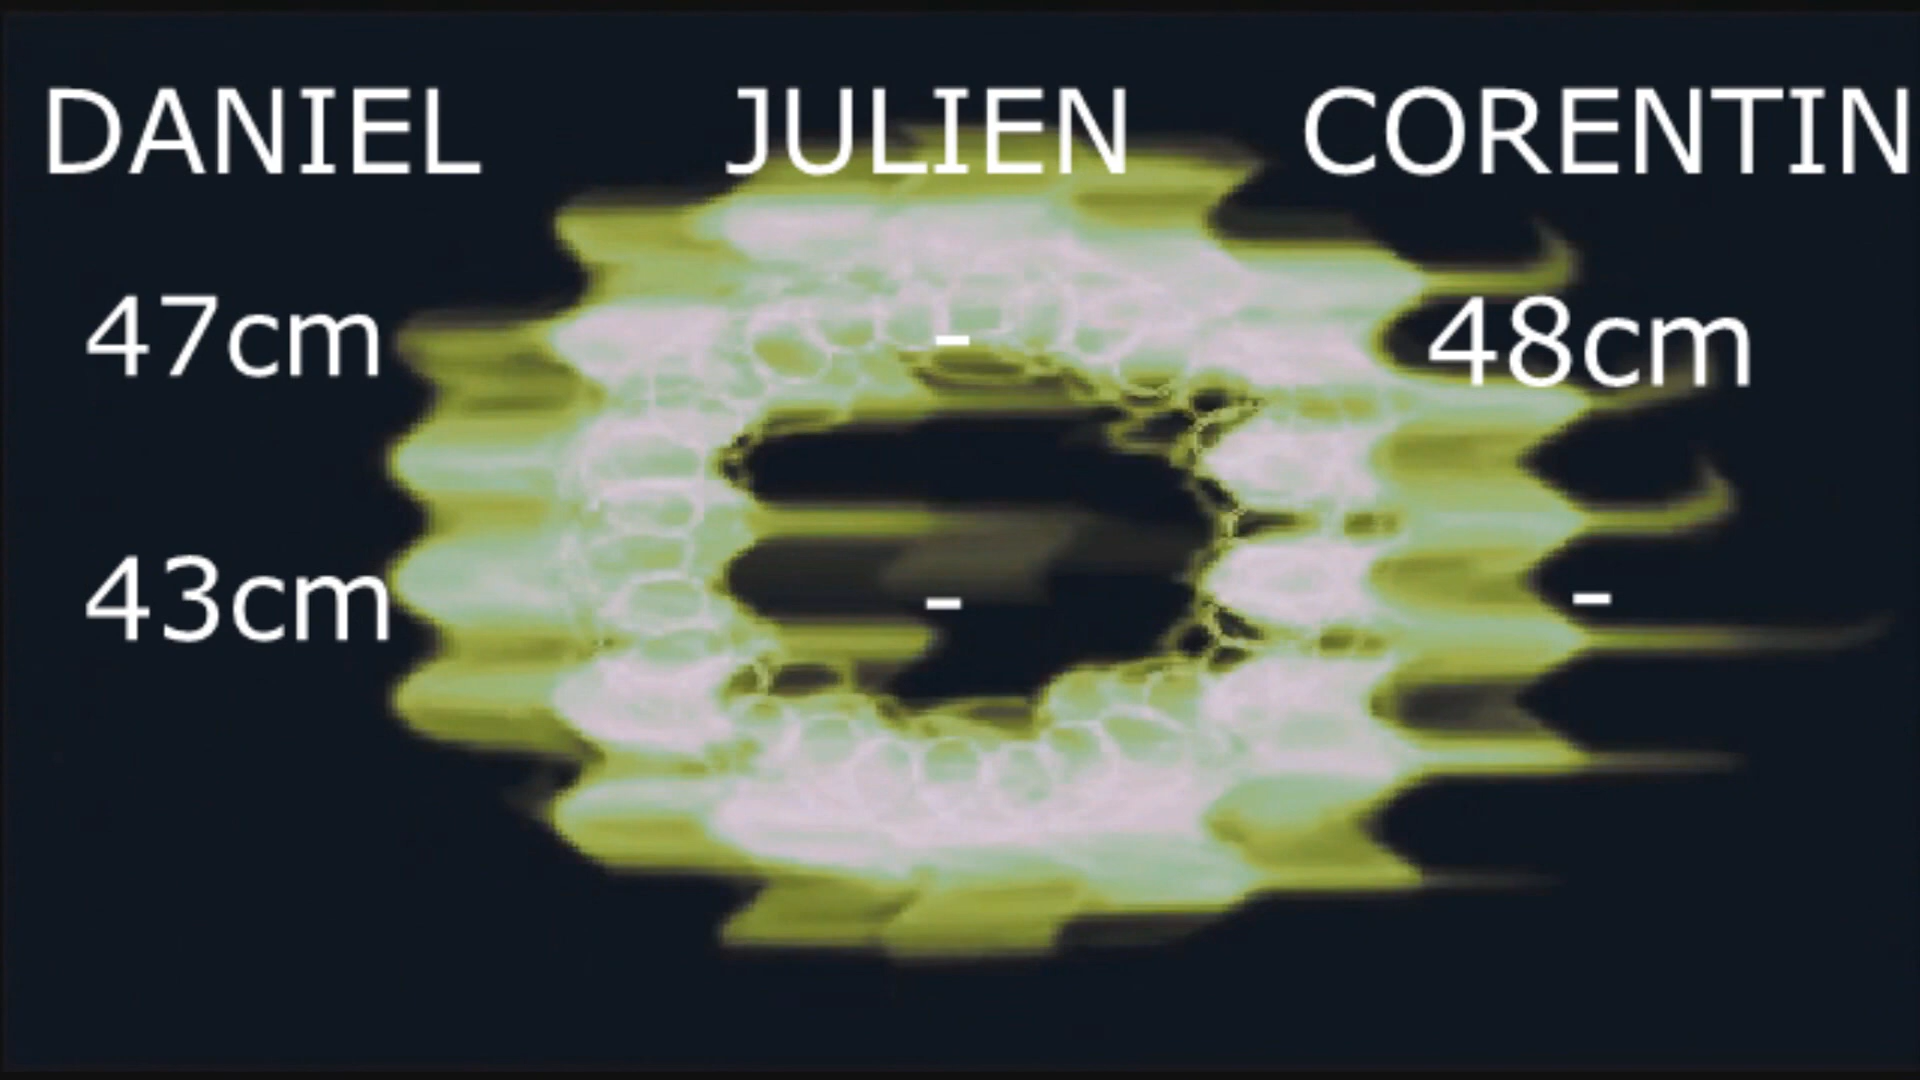 DANIEL JULIEN CORENTIN
47cm - 48cm
43cm - -